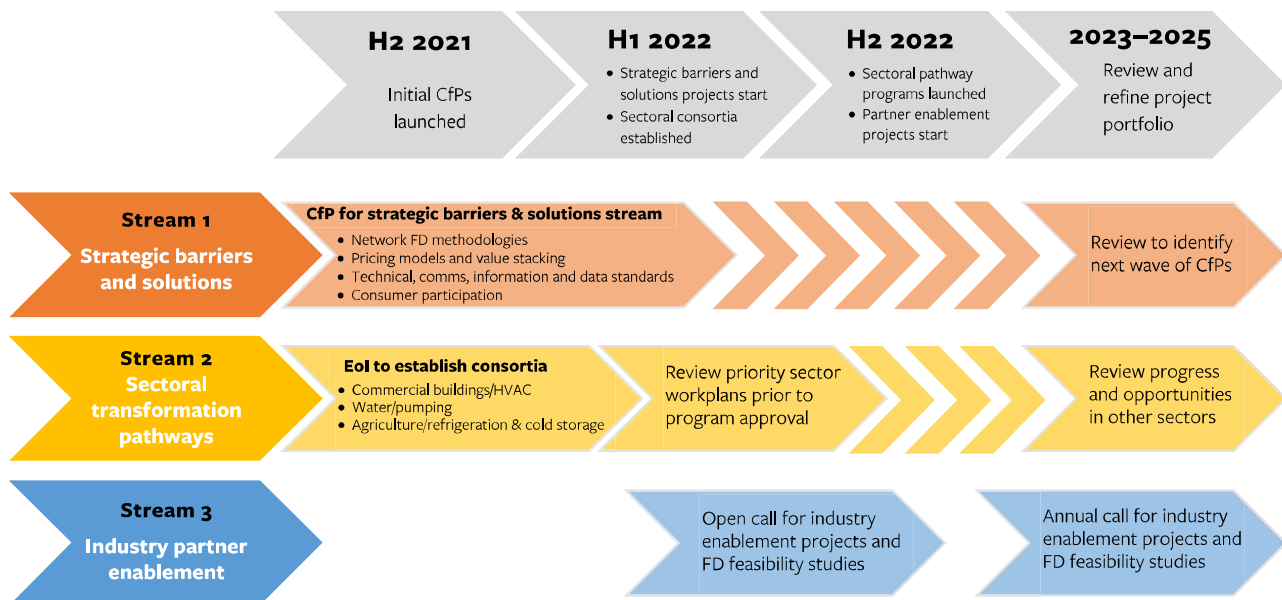 H2 2021
Initial CfPs
launched
H1 2022
• Strategic barriers and
solutions projects start
• Sectoral consortia
established
H2 2022
• Sectoral pathway
programs launched
• Partner enablement
projects start
2023–2025
Review and
refine project
portfolio
Stream 1
Strategic barriers
and solutions
CfP for strategic barriers & solutions stream
• Network FD methodologies
• Pricing models and value stacking
• Technical, comms, information and data standards
• Consumer participation
Review to identify
next wave of CfPs
Stream 2
Sectoral
transformation
pathways
EoI to establish consortia
• Commercial buildings/HVAC
• Water/pumping
• Agriculture/refrigeration & cold storage
Review priority sector
workplans prior to
program approval
Review progress
and opportunities
in other sectors
Stream 3
Industry partner
enablement
Open call for industry
enablement projects and
FD feasibility studies
Annual call for industry
enablement projects and
FD feasibility studies